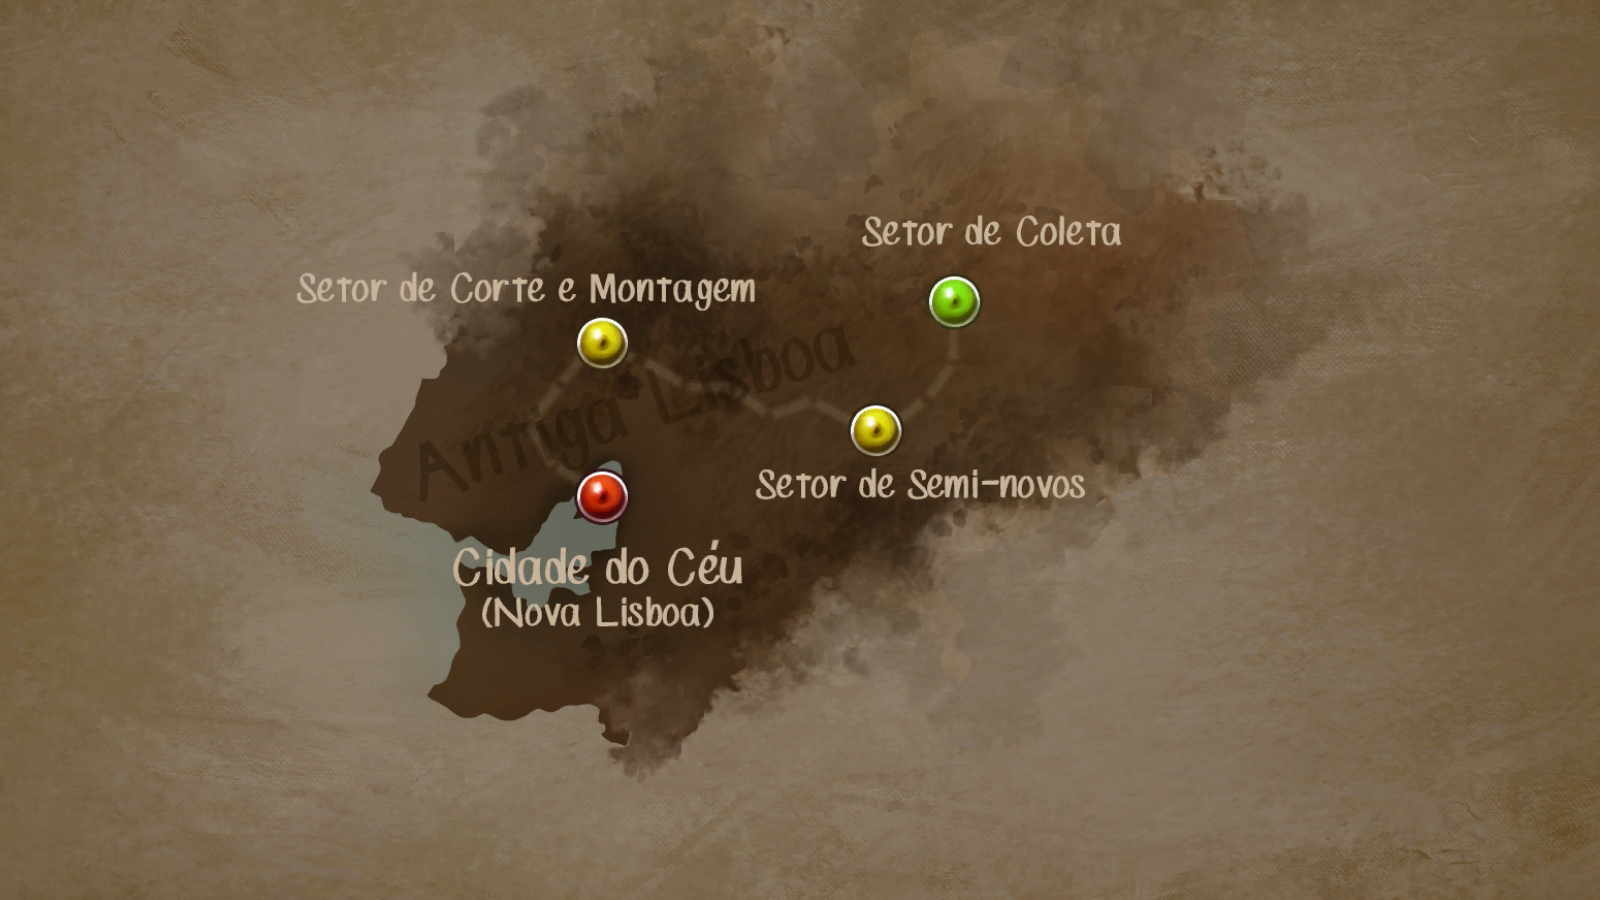 Setor de Coleta
Setor de Corte e Montagem
Antiga Lisboa
Setor de Semi-novos
Cidade do Céu
(Nova Lisboa)